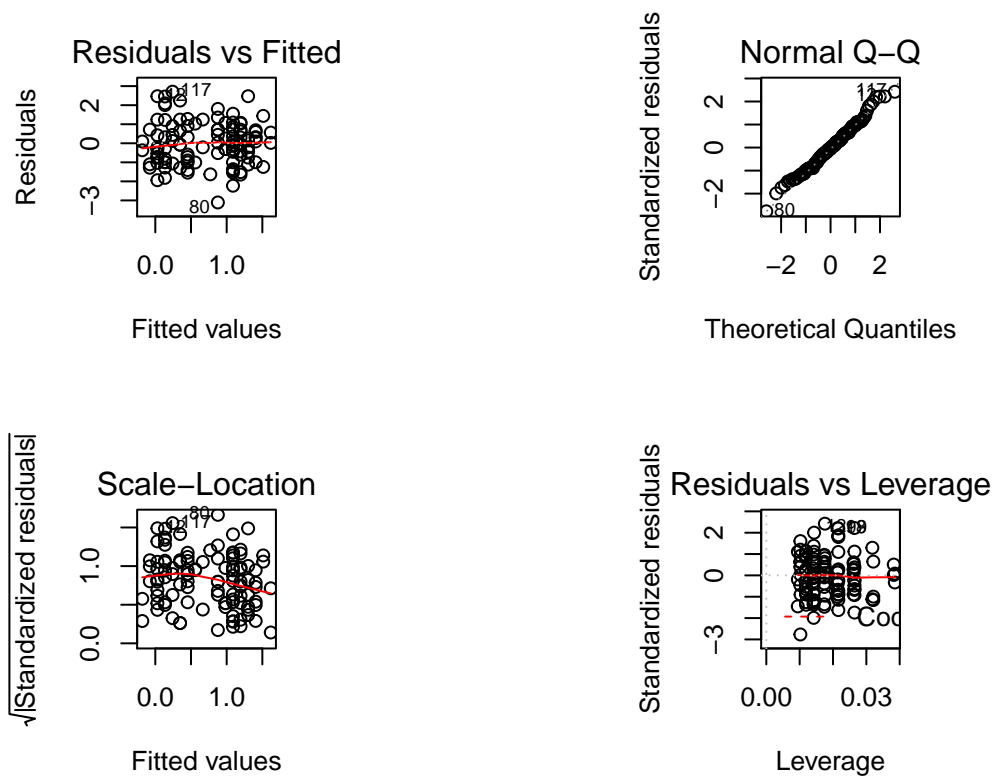 Residuals vs Fitted
Residuals
2
0
−3
117
80
0.0 1.0
Fitted values
Normal Q−Q
Standardized residuals
2
0
−2
117
80
−2 0 2
Theoretical Quantiles
Scale−Location
√|Standardized residuals|
1.0
0.0
80
117
0.0 1.0
Fitted values
Residuals vs Leverage
Standardized residuals
2
0
−3
Coo
0.00 0.03
Leverage